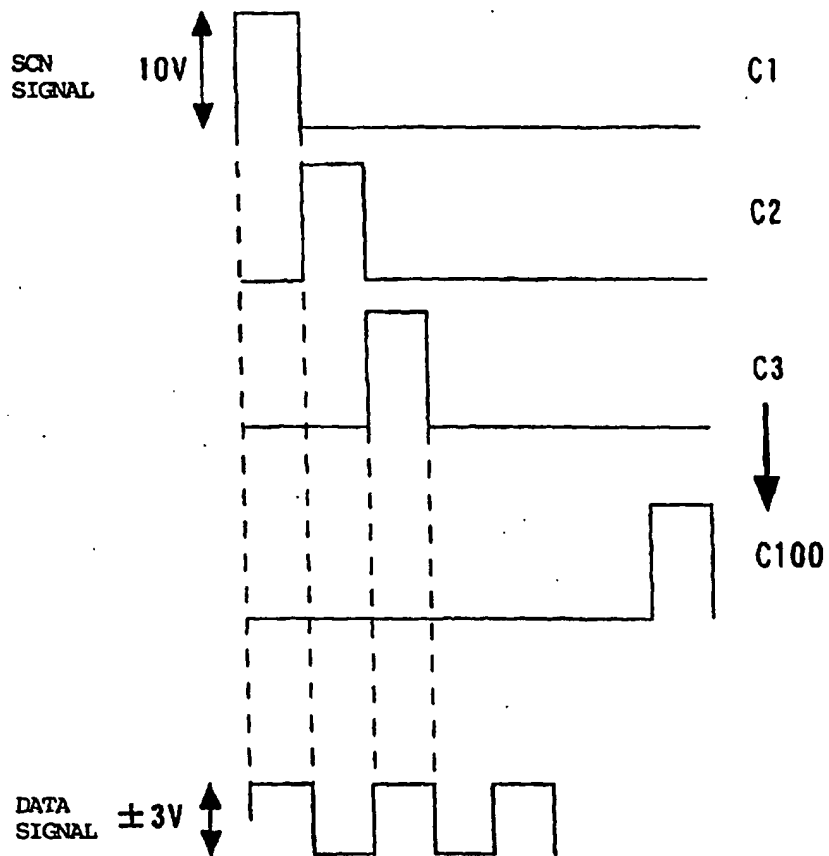 SCN
SIGNAL
10V
C1
C2
C3
C100
DATA
SIGNAL
±3V